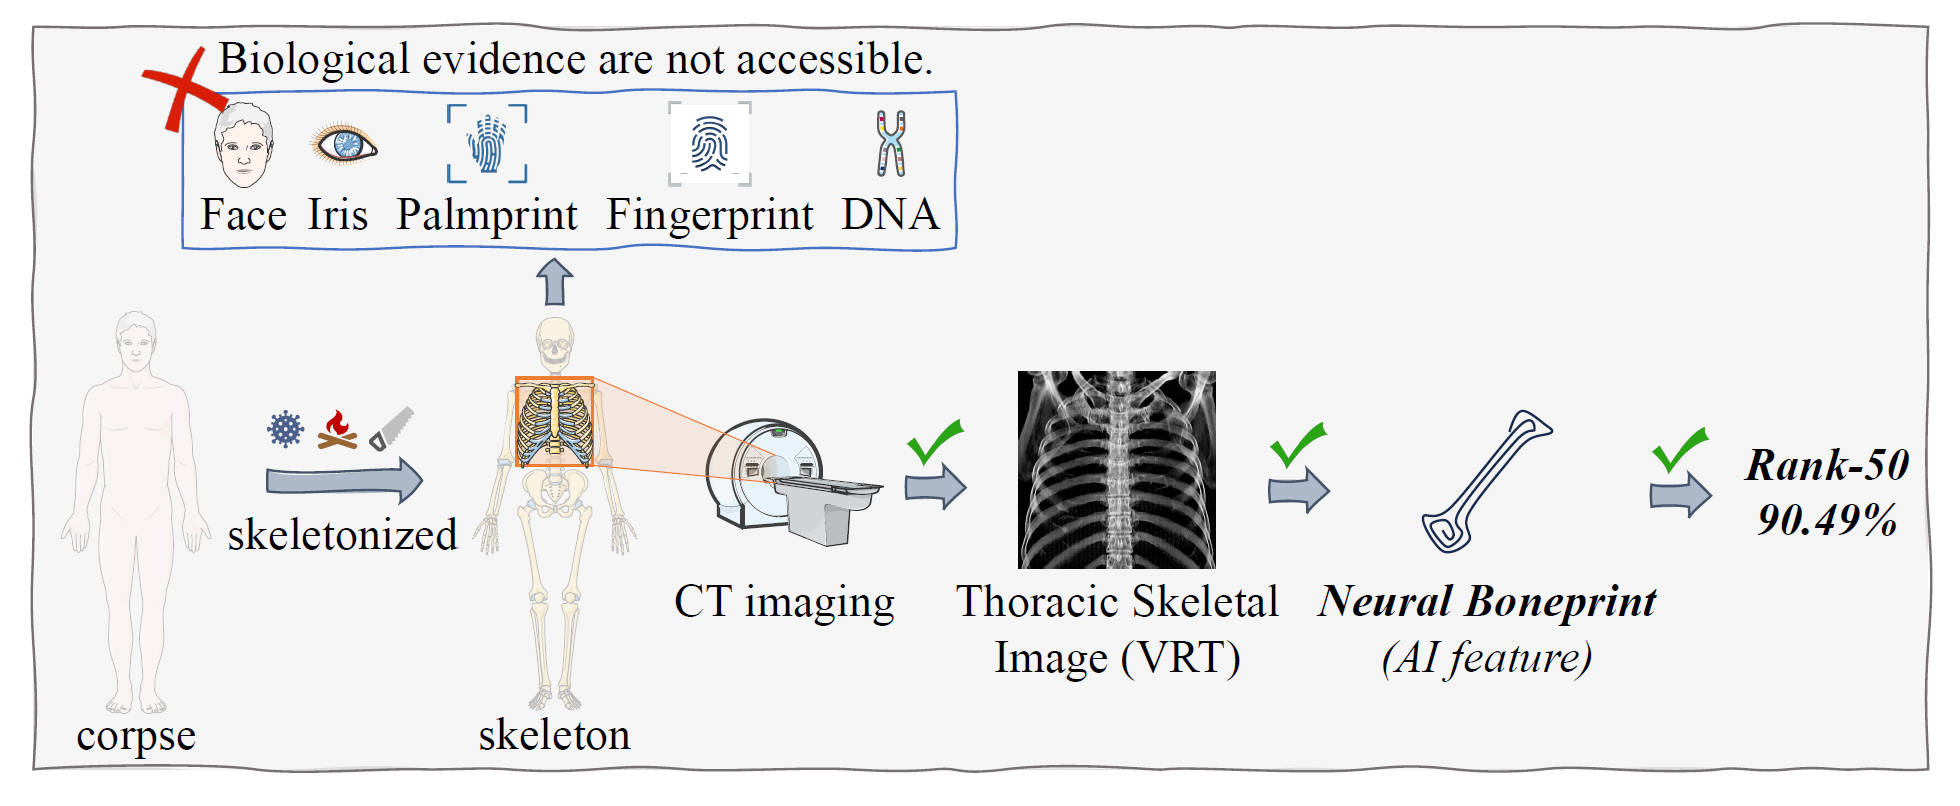 Biological evidence are not accessible.
Face Iris Palmprint Fingerprint DNA
skeletonized
corpse
skeleton
CT imaging
Thoracic Skeletal
Image (VRT)
Neural Boneprint
(AI feature)
Rank-50
90.49%